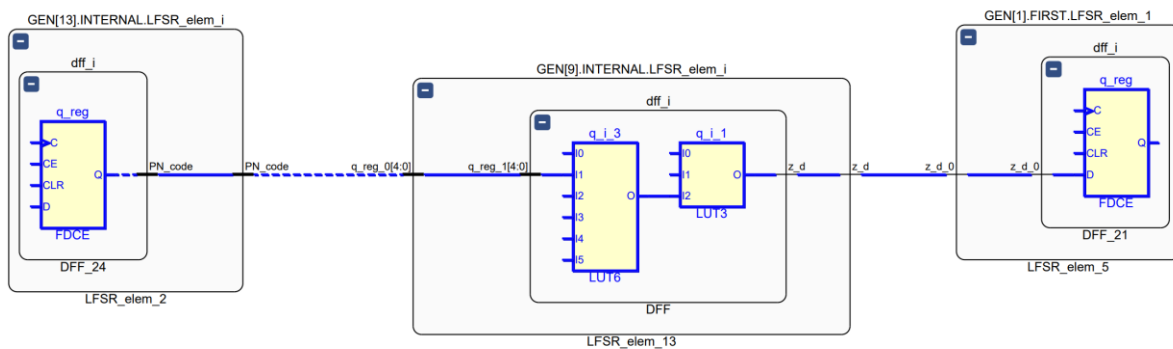 GEN[13].INTERNAL.LFSR_elem_i
dff_i
q_reg
C
CE
CLR
D
Q
FDCE
DFF_24
LFSR_elem_2
PN_code
PN_code
q_reg_0[4:0]
GEN[9].INTERNAL.LFSR_elem_i
dff_i
q_reg_1[4:0]
q_i_3
I0
I1
I2
I3
I4
I5
O
LUT6
q_i_1
I0
I1
I2
O
LUT3
DFF
LFSR_elem_13
z_d
z_d
z_d_0
z_d_0
GEN[1].FIRST.LFSR_elem_1
dff_i
q_reg
C
CE
CLR
D
Q
FDCE
DFF_21
LFSR_elem_5